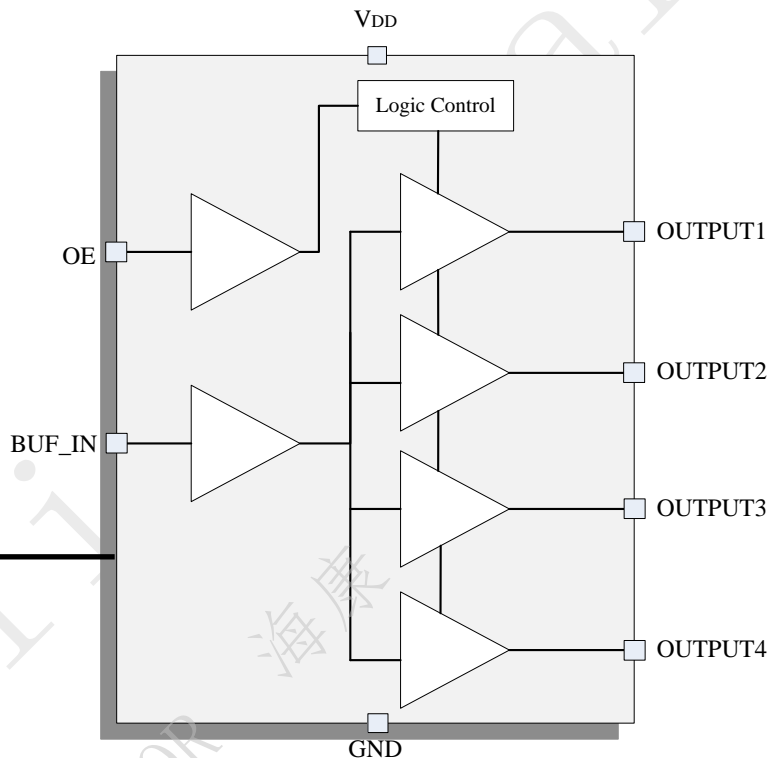 VDD
Logic Control
OE
OUTPUT1
OUTPUT2
BUF_IN
OUTPUT3
OUTPUT4
GND
海康